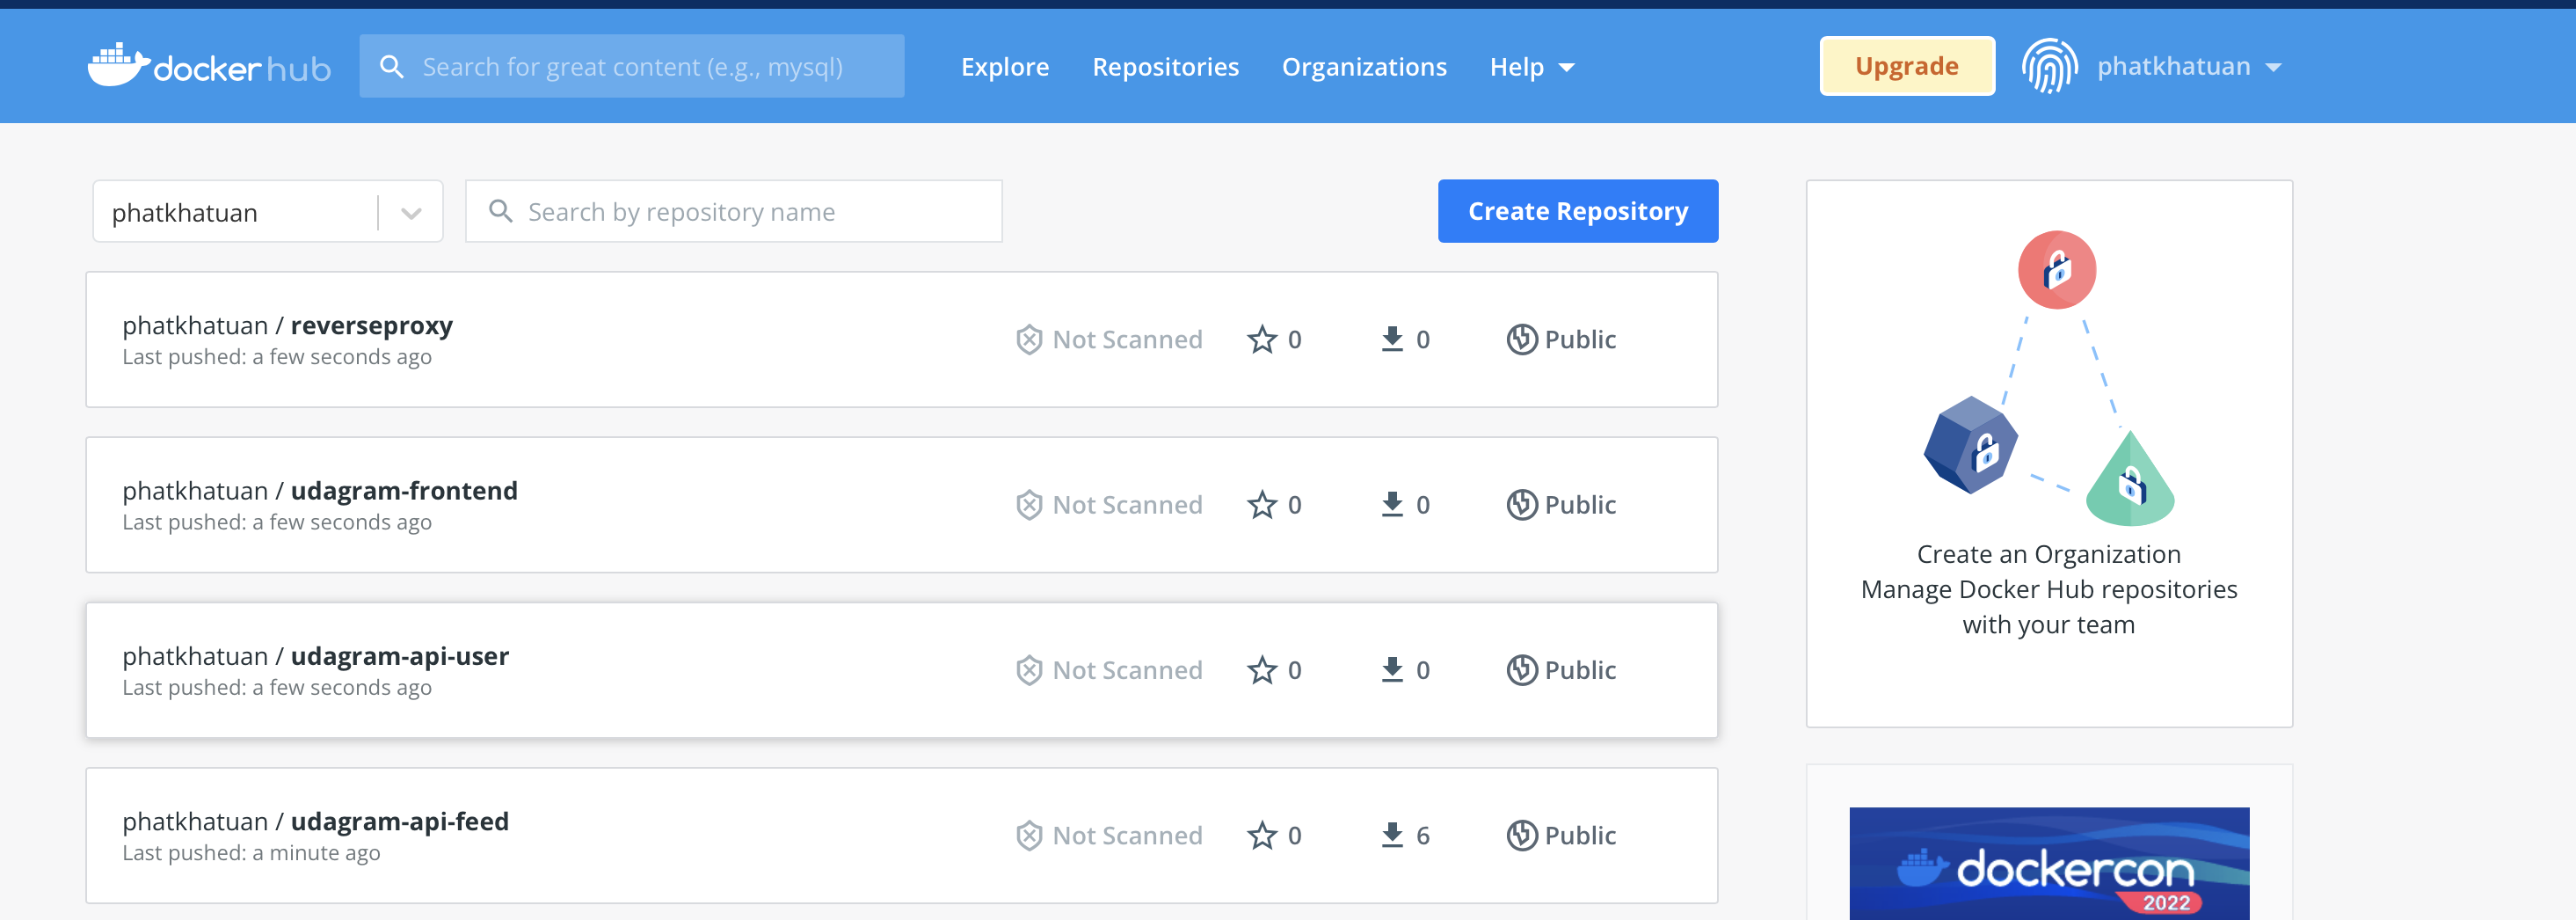 docker hub
Search for great content (e.g., mysql)
Explore
Repositories
Organizations
Help
Upgrade
phatkhatuan
phatkhatuan
Search by repository name
Create Repository
phatkhatuan / reverseproxy
Last pushed: a few seconds ago
Not Scanned
0
0
Public
phatkhatuan / udagram-frontend
Last pushed: a few seconds ago
Not Scanned
0
0
Public
phatkhatuan / udagram-api-user
Last pushed: a few seconds ago
Not Scanned
0
0
Public
phatkhatuan / udagram-api-feed
Last pushed: a minute ago
Not Scanned
0
6
Public
Create an Organization
Manage Docker Hub repositories
with your team
dockercon
2022